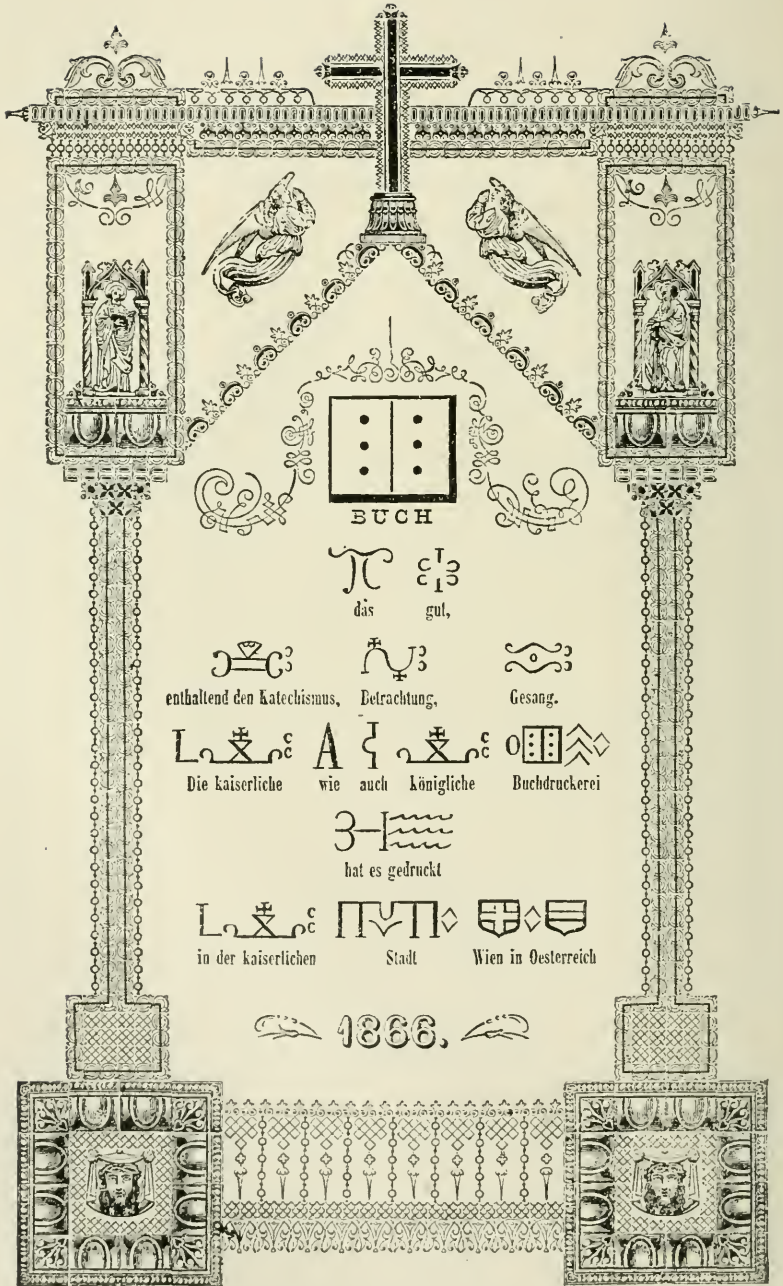 BUCH
das gut,
enthaltend den Katechismus, Betrachtung, Gesang.
Die kaiserliche wie auch königliche Buchdruckerei
hat es gedruckt
in der kaiserlichen Stadt Wien in Oesterreich
1866.